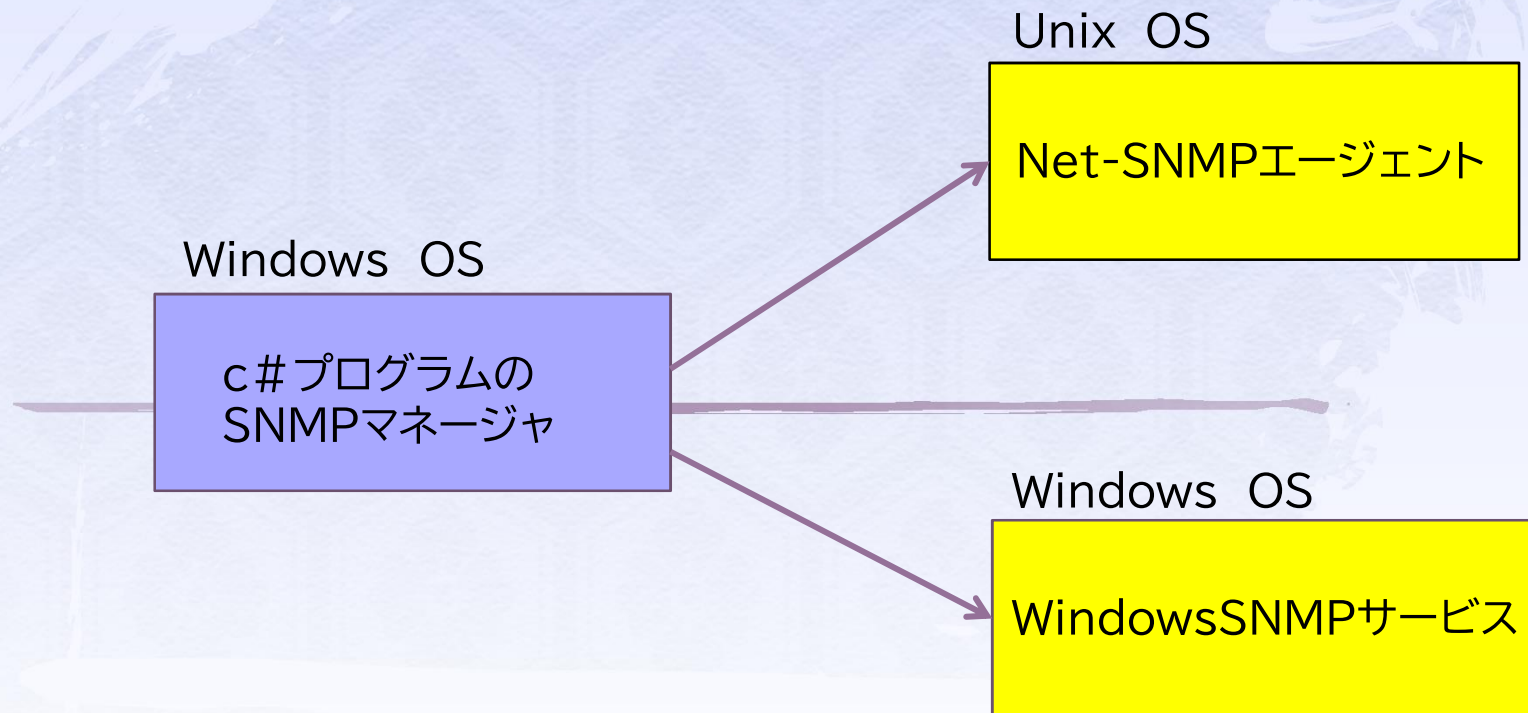 Unix OS
Net-SNMPエージェント
Windows OS
c#プログラムの
SNMPマネージャ
Windows OS
WindowsSNMPサービス